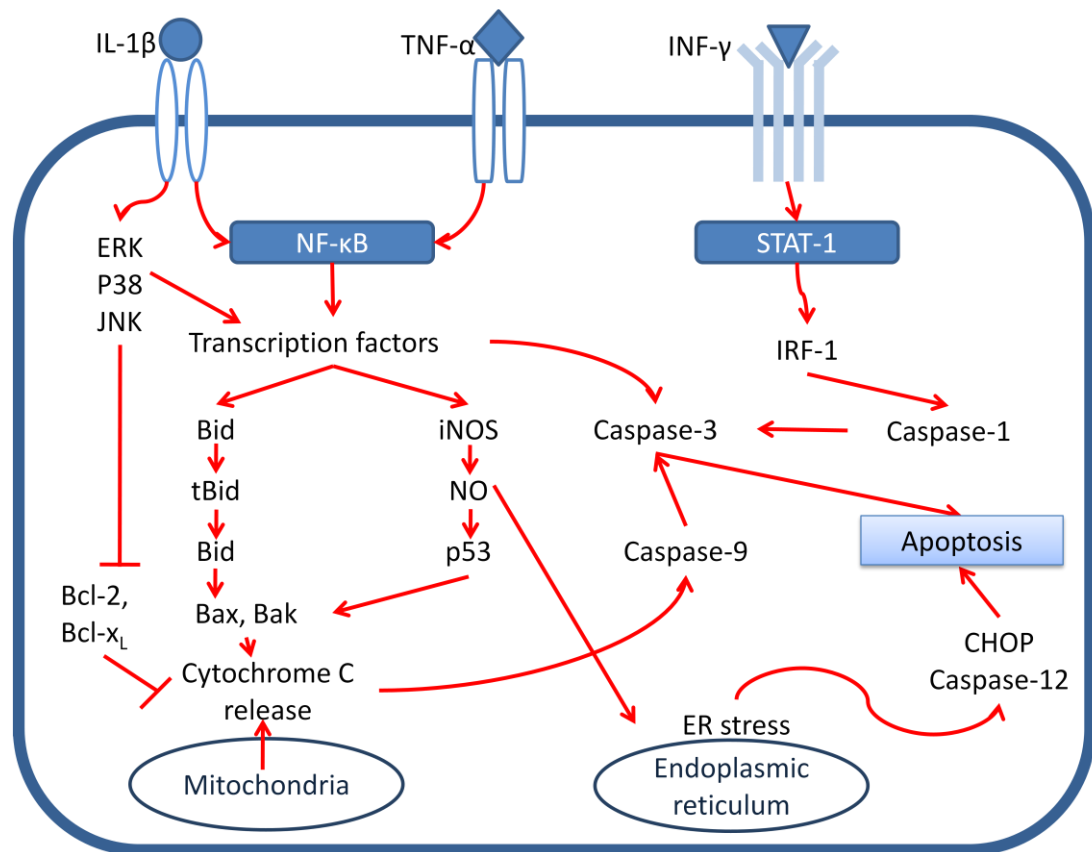 IL-1β
TNF-α
INF-γ
NF-κB
STAT-1
ERK
P38
JNK
Transcription factors
IRF-1
Bid
iNOS
Caspase-3
Caspase-1
tBid
NO
Bid
p53
Caspase-9
Apoptosis
Bcl-2,
Bcl-xL
Bax, Bak
Cytochrome C
release
CHOP
Caspase-12
ER stress
Mitochondria
Endoplasmic
reticulum